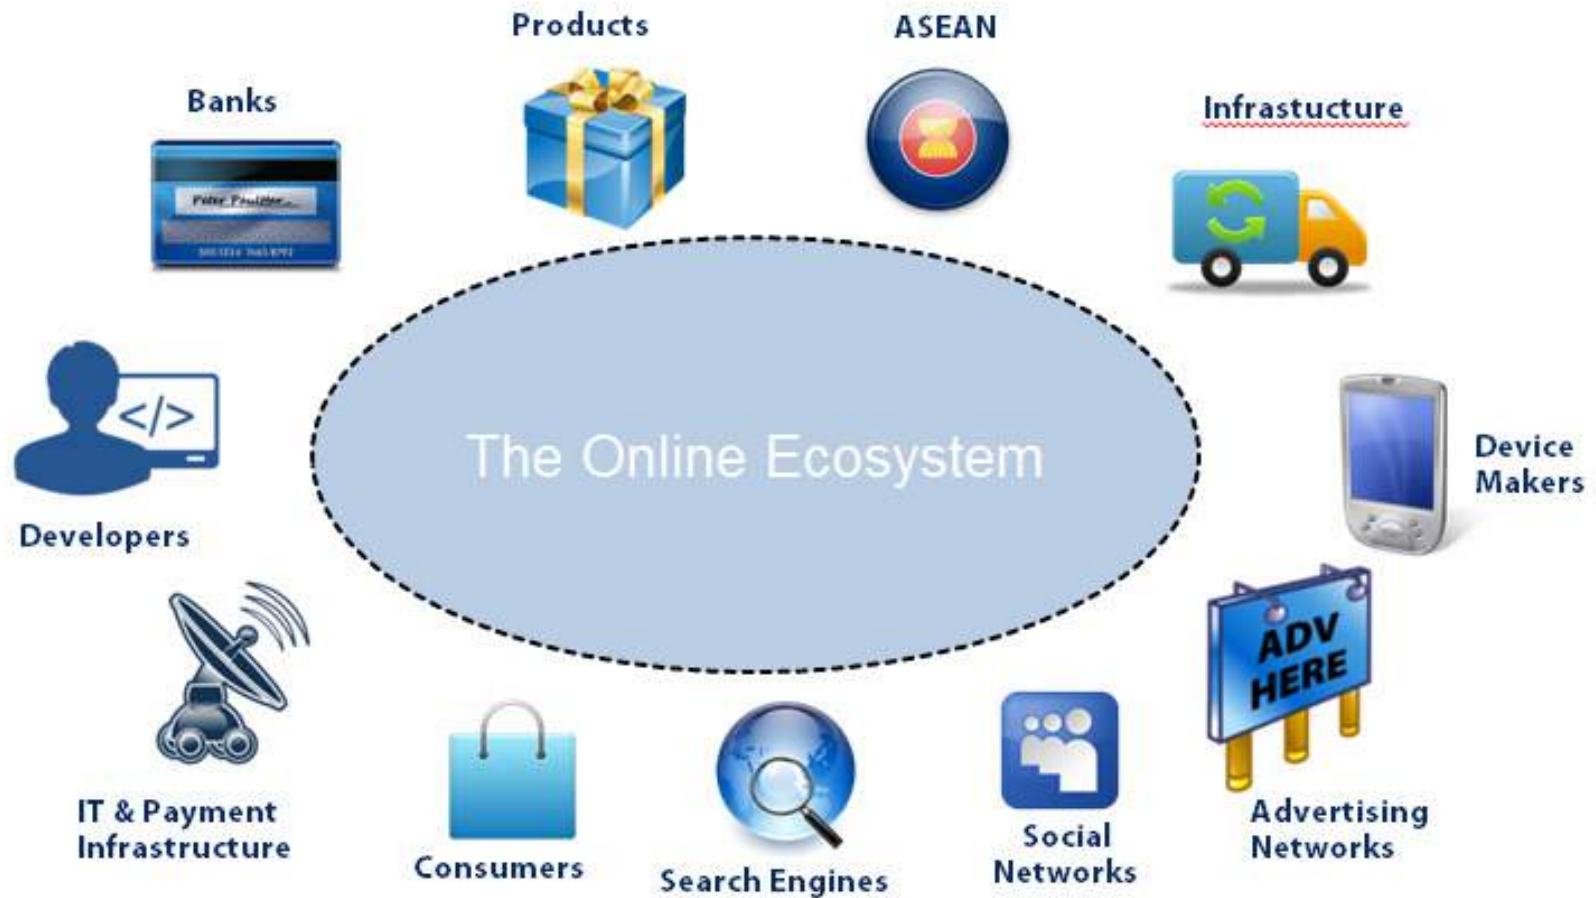 Products
ASEAN
Banks
Infrastucture
</>
The Online Ecosystem
Device
Makers
Developers
ADV
HERE
IT & Payment
Infrastructure
Consumers
Search Engines
Social
Networks
Advertising
Networks